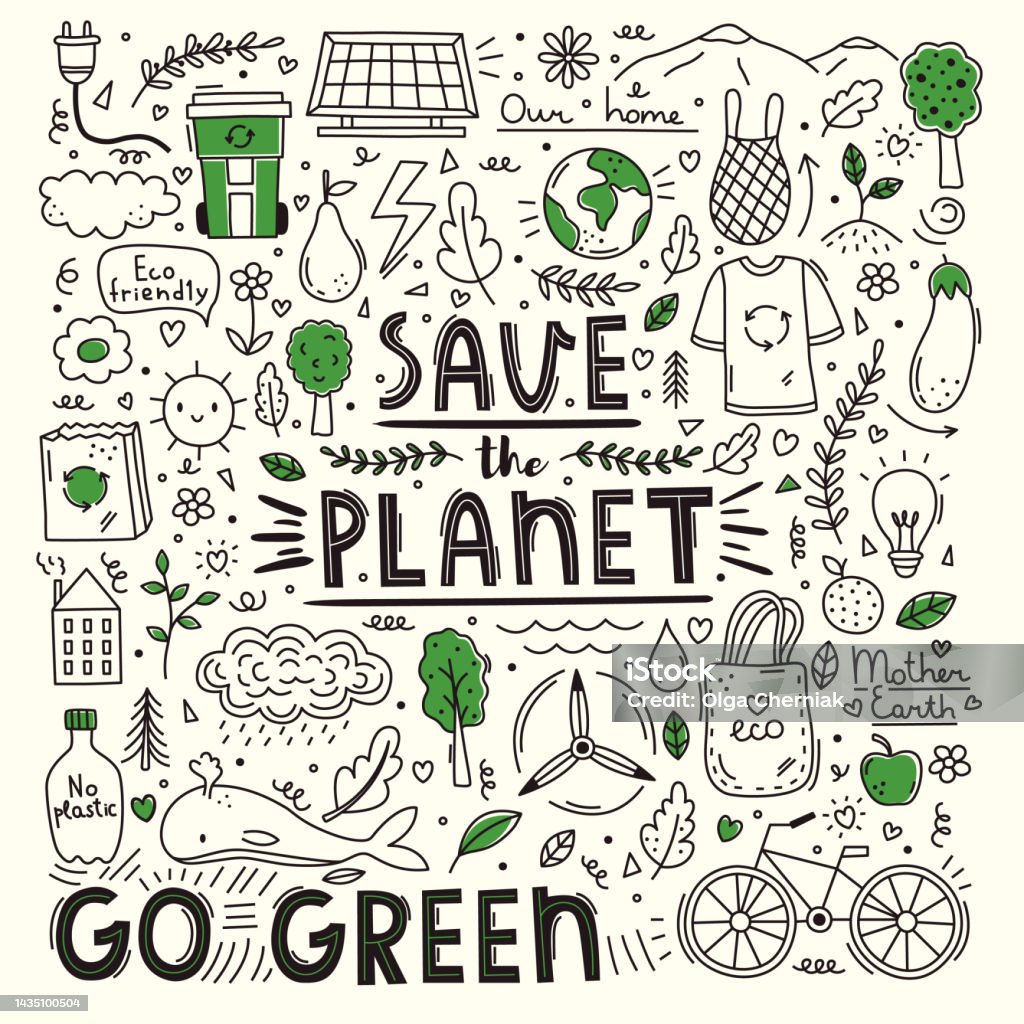 Our home
Eco
friendly
SAVE
the
PLANET
iStock
Credit: Olga Cherniak
Mother
Earth
eco
No
plastic
GO GREEN
1435100504